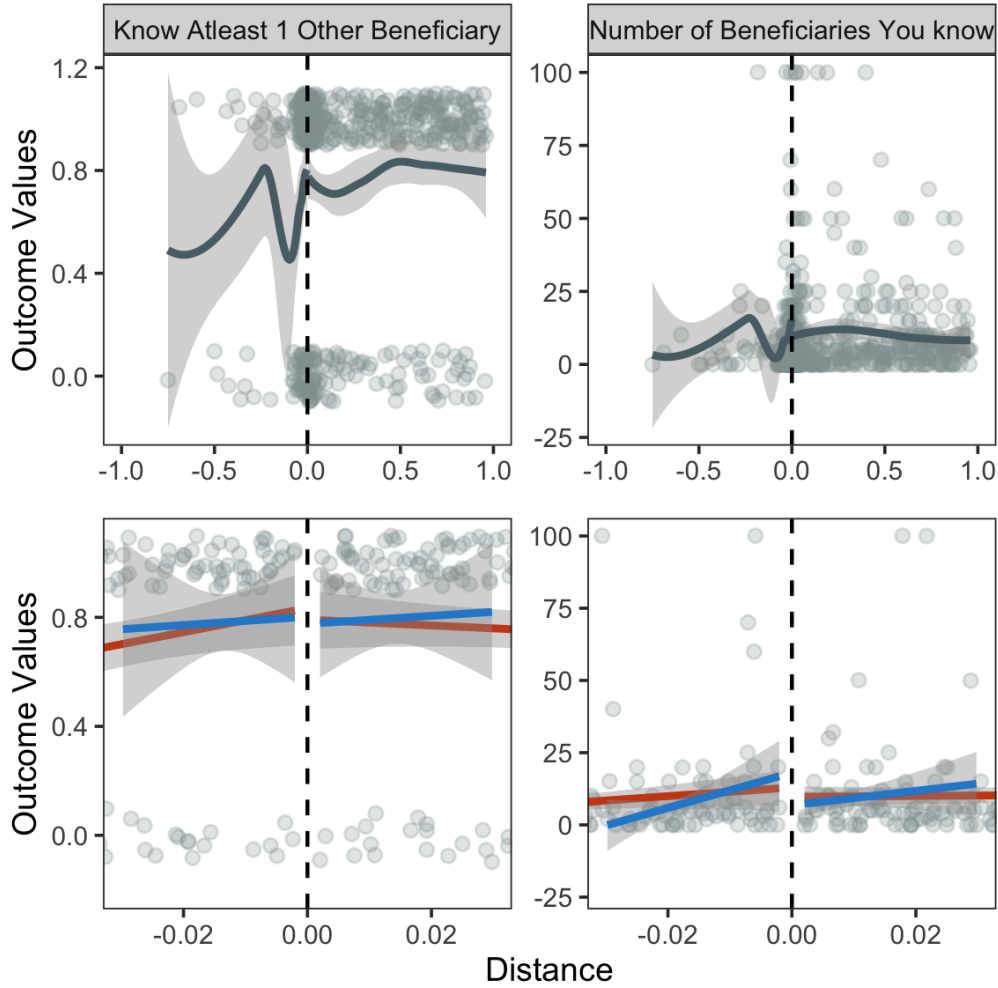 Know Atleast 1 Other Beneficiary
Number of Beneficiaries You know
Outcome Values
1.2
0.8
0.4
0.0
-1.0 -0.5 0.0 0.5 1.0
100
75
50
25
0
-25
-1.0 -0.5 0.0 0.5 1.0
Outcome Values
0.8
0.4
0.0
-0.02 0.00 0.02
100
75
50
25
0
-25
-0.02 0.00 0.02
Distance